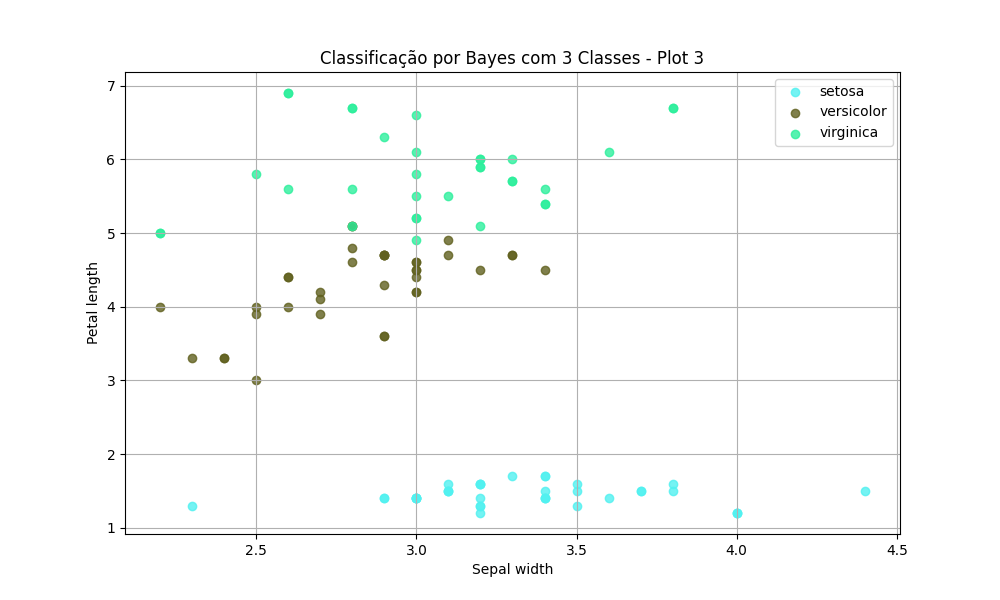 Classificação por Bayes com 3 Classes - Plot 3
setosa
versicolor
virginica
Petal length
7
6
5
4
3
2
1
2.5
3.0
3.5
4.0
4.5
Sepal width